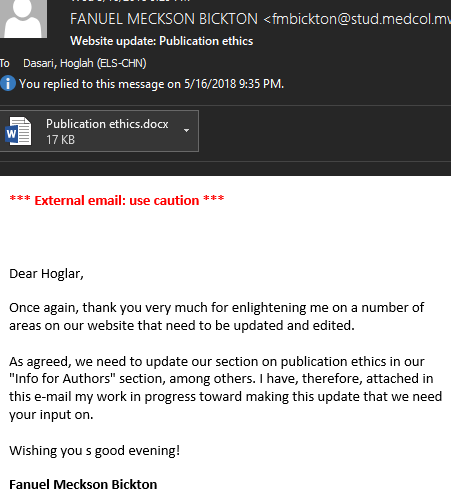 FANUEL MECKSON BICKTON <fmbickton@stud.medcol.mw
Website update: Publication ethics
To Dasari, Hoglah (ELS-CHN)
You replied to this message on 5/16/2018 9:35 PM.
Publication ethics.docx
17 KB
*** External email: use caution ***
Dear Hoglar,
Once again, thank you very much for enlightening me on a number of
areas on our website that need to be updated and edited.
As agreed, we need to update our section on publication ethics in our
"Info for Authors" section, among others. I have, therefore, attached in
this e-mail my work in progress toward making this update that we need
your input on.
Wishing you s good evening!
Fanuel Meckson Bickton